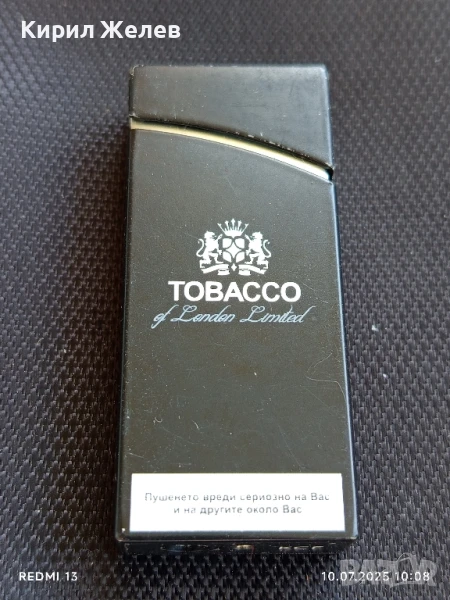 Кирил Желев
TOBACCO
of London Limited
Пушенето вреди сериозно на Вас
и на другите около Вас
REDMI 13
10.07.2025 10:08